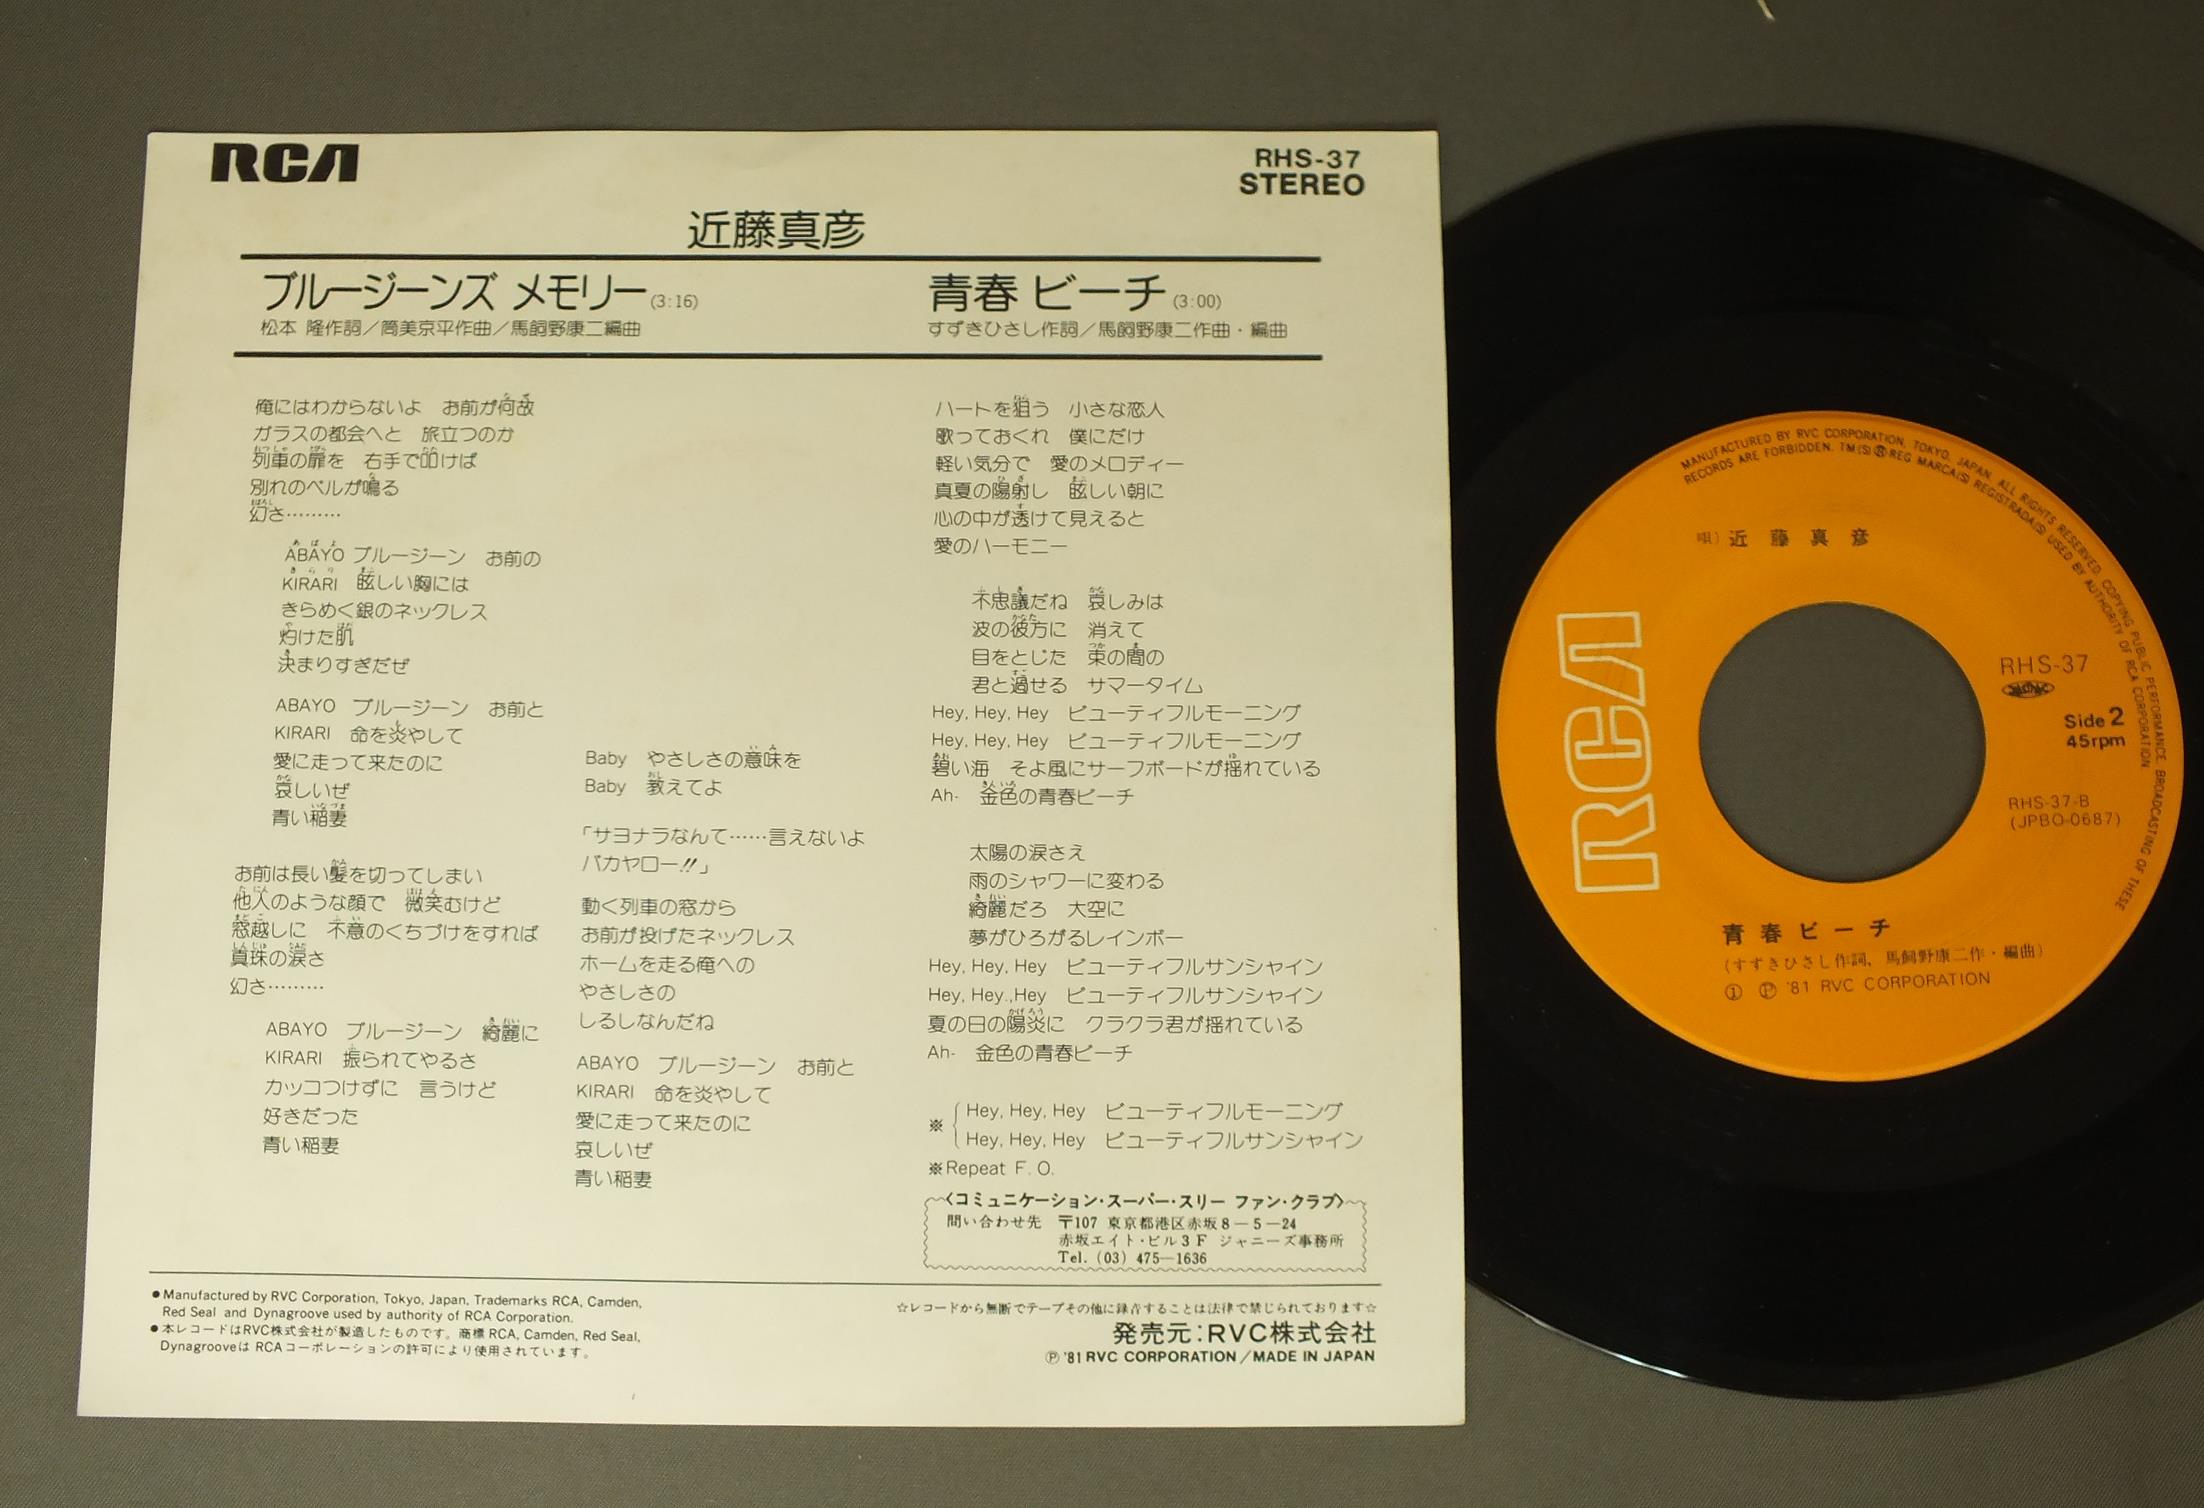 RCA
RHS-37
STEREO
近藤真彦
ブルージーンズ メモリー(3:16)
松本 隆作詞/筒美京平作曲/馬飼野康二編曲
青春 ビーチ(3:00)
すずきひさし作詞/馬飼野康二作曲・編曲
俺にはわからないよ お前が何故
ガラスの都会へと 旅立つのか
列車の扉を 右手で叩けば
別れのベルが鳴る
幻さ………
ABAYO ブルージーン お前の
KIRARI 眩しい胸には
きらめく銀のネックレス
灼けた肌
決まりすぎだぜ
ABAYO ブルージーン お前と
KIRARI 命を炎やして
愛に走って来たのに
哀しいぜ
青い稲妻
お前は長い髪を切ってしまい
他人のような顔で 微笑むけど
窓越しに 不意のくちづけをすれば
真珠の涙さ
幻さ………
ABAYO ブルージーン 綺麗に
KIRARI 振られてやるさ
カッコつけずに 言うけど
好きだった
青い稲妻
Baby やさしさの意味を
Baby 教えてよ
「サヨナラなんて……言えないよ
バカヤロー!!」
動く列車の窓から
お前が投げたネックレス
ホームを走る俺への
やさしさの
しるしなんだね
ABAYO ブルージーン お前と
KIRARI 命を炎やして
愛に走って来たのに
哀しいぜ
青い稲妻
ハートを狙う 小さな恋人
歌っておくれ 僕にだけ
軽い気分で 愛のメロディー
真夏の陽射し 眩しい朝に
心の中が透けて見えると
愛のハーモニー
不思議だね 哀しみは
波の彼方に 消えて
目をとじた 束の間の
君と過せる サマータイム
Hey, Hey, Hey ビューティフルモーニング
Hey, Hey, Hey ビューティフルモーニング
碧い海 そよ風にサーフボードが揺れている
Ah- 金色の青春ビーチ
太陽の涙さえ
雨のシャワーに変わる
綺麗だろ 大空に
夢がひろがるレインボー
Hey, Hey, Hey ビューティフルサンシャイン
Hey, Hey., Hey ビューティフルサンシャイン
夏の日の陽炎に クラクラ君が揺れている
Ah- 金色の青春ビーチ
※ Hey, Hey, Hey ビューティフルモーニング
Hey, Hey, Hey ビューティフルサンシャイン
※Repeat F. O.
〈コミュニケーション・スーパー・スリー ファン・クラブ〉
問い合わせ先 〒107 東京都港区赤坂8-5-24
赤坂エイト・ビル3F ジャニーズ事務所
Tel. (03) 475-1636
●Manufactured by RVC Corporation, Tokyo, Japan, Trademarks RCA, Camden,
Red Seal and Dynagroove used by authority of RCA Corporation.
●本レコードはRVC株式会社が製造したものです。商標RCA, Camden, Red Seal,
DynagrooveはRCAコーポレーションの許可により使用されています。
☆レコードから無断でテープその他に録音することは法律で禁じられております☆
発売元:RVC株式会社
Ⓟ '81 RVC CORPORATION/MADE IN JAPAN
MANUFACTURED BY RVC CORPORATION, TOKYO, JAPAN. ALL RIGHTS RESERVED. COPYING, PUBLIC PERFORMANCE, BROADCASTING OF THESE
RECORDS ARE FORBIDDEN. TM(S) ® REG MARCA(S) REGISTRADA(S) USED BY AUTHORITY OF RCA CORPORATION.
唄) 近藤真彦
RCA
RHS-37
Side 2
45rpm
RHS-37-B
(JPBO-0687)
青春ビーチ
(すずきひさし作詞、馬飼野康二作・編曲)
① Ⓟ '81 RVC CORPORATION